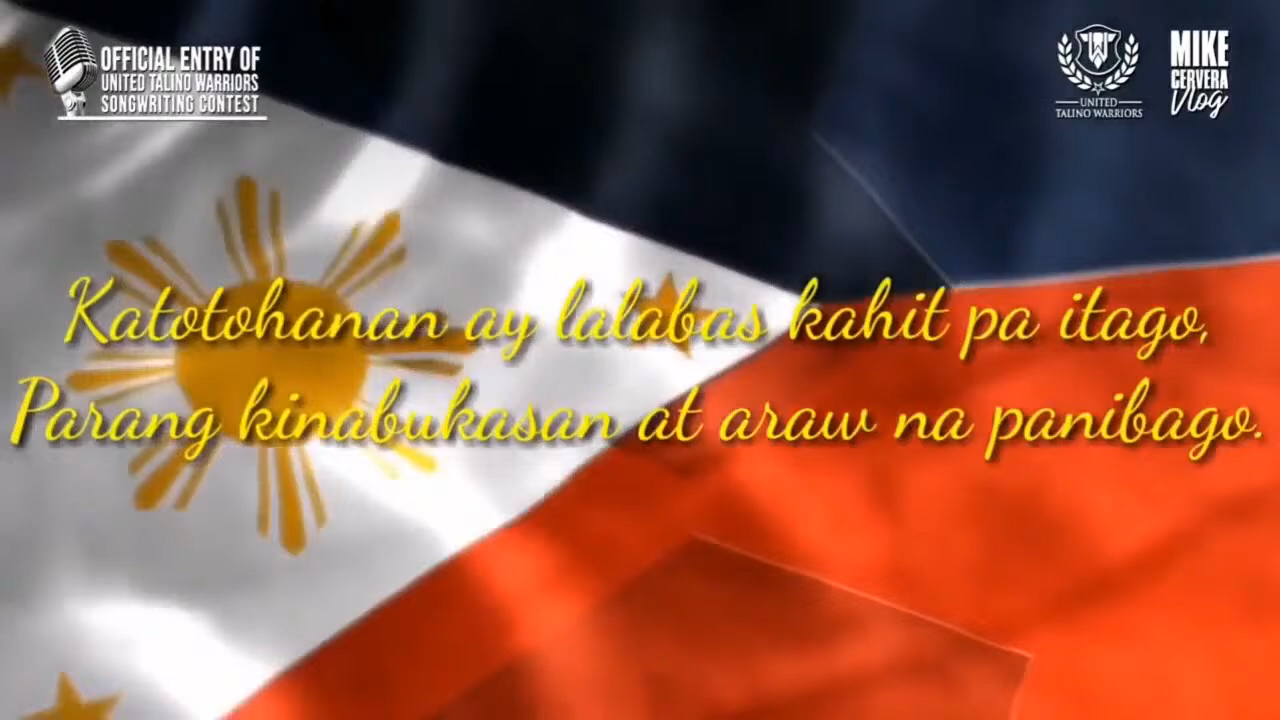 OFFICIAL ENTRY OF
UNITED TALINO WARRIORS
SONGWRITING CONTEST
UNITED
TALINO WARRIORS
MIKE
CERVERA
Vlog
Katotohanan ay lalabas kahit pa itago,
Parang kinabukasan at araw na panibago.